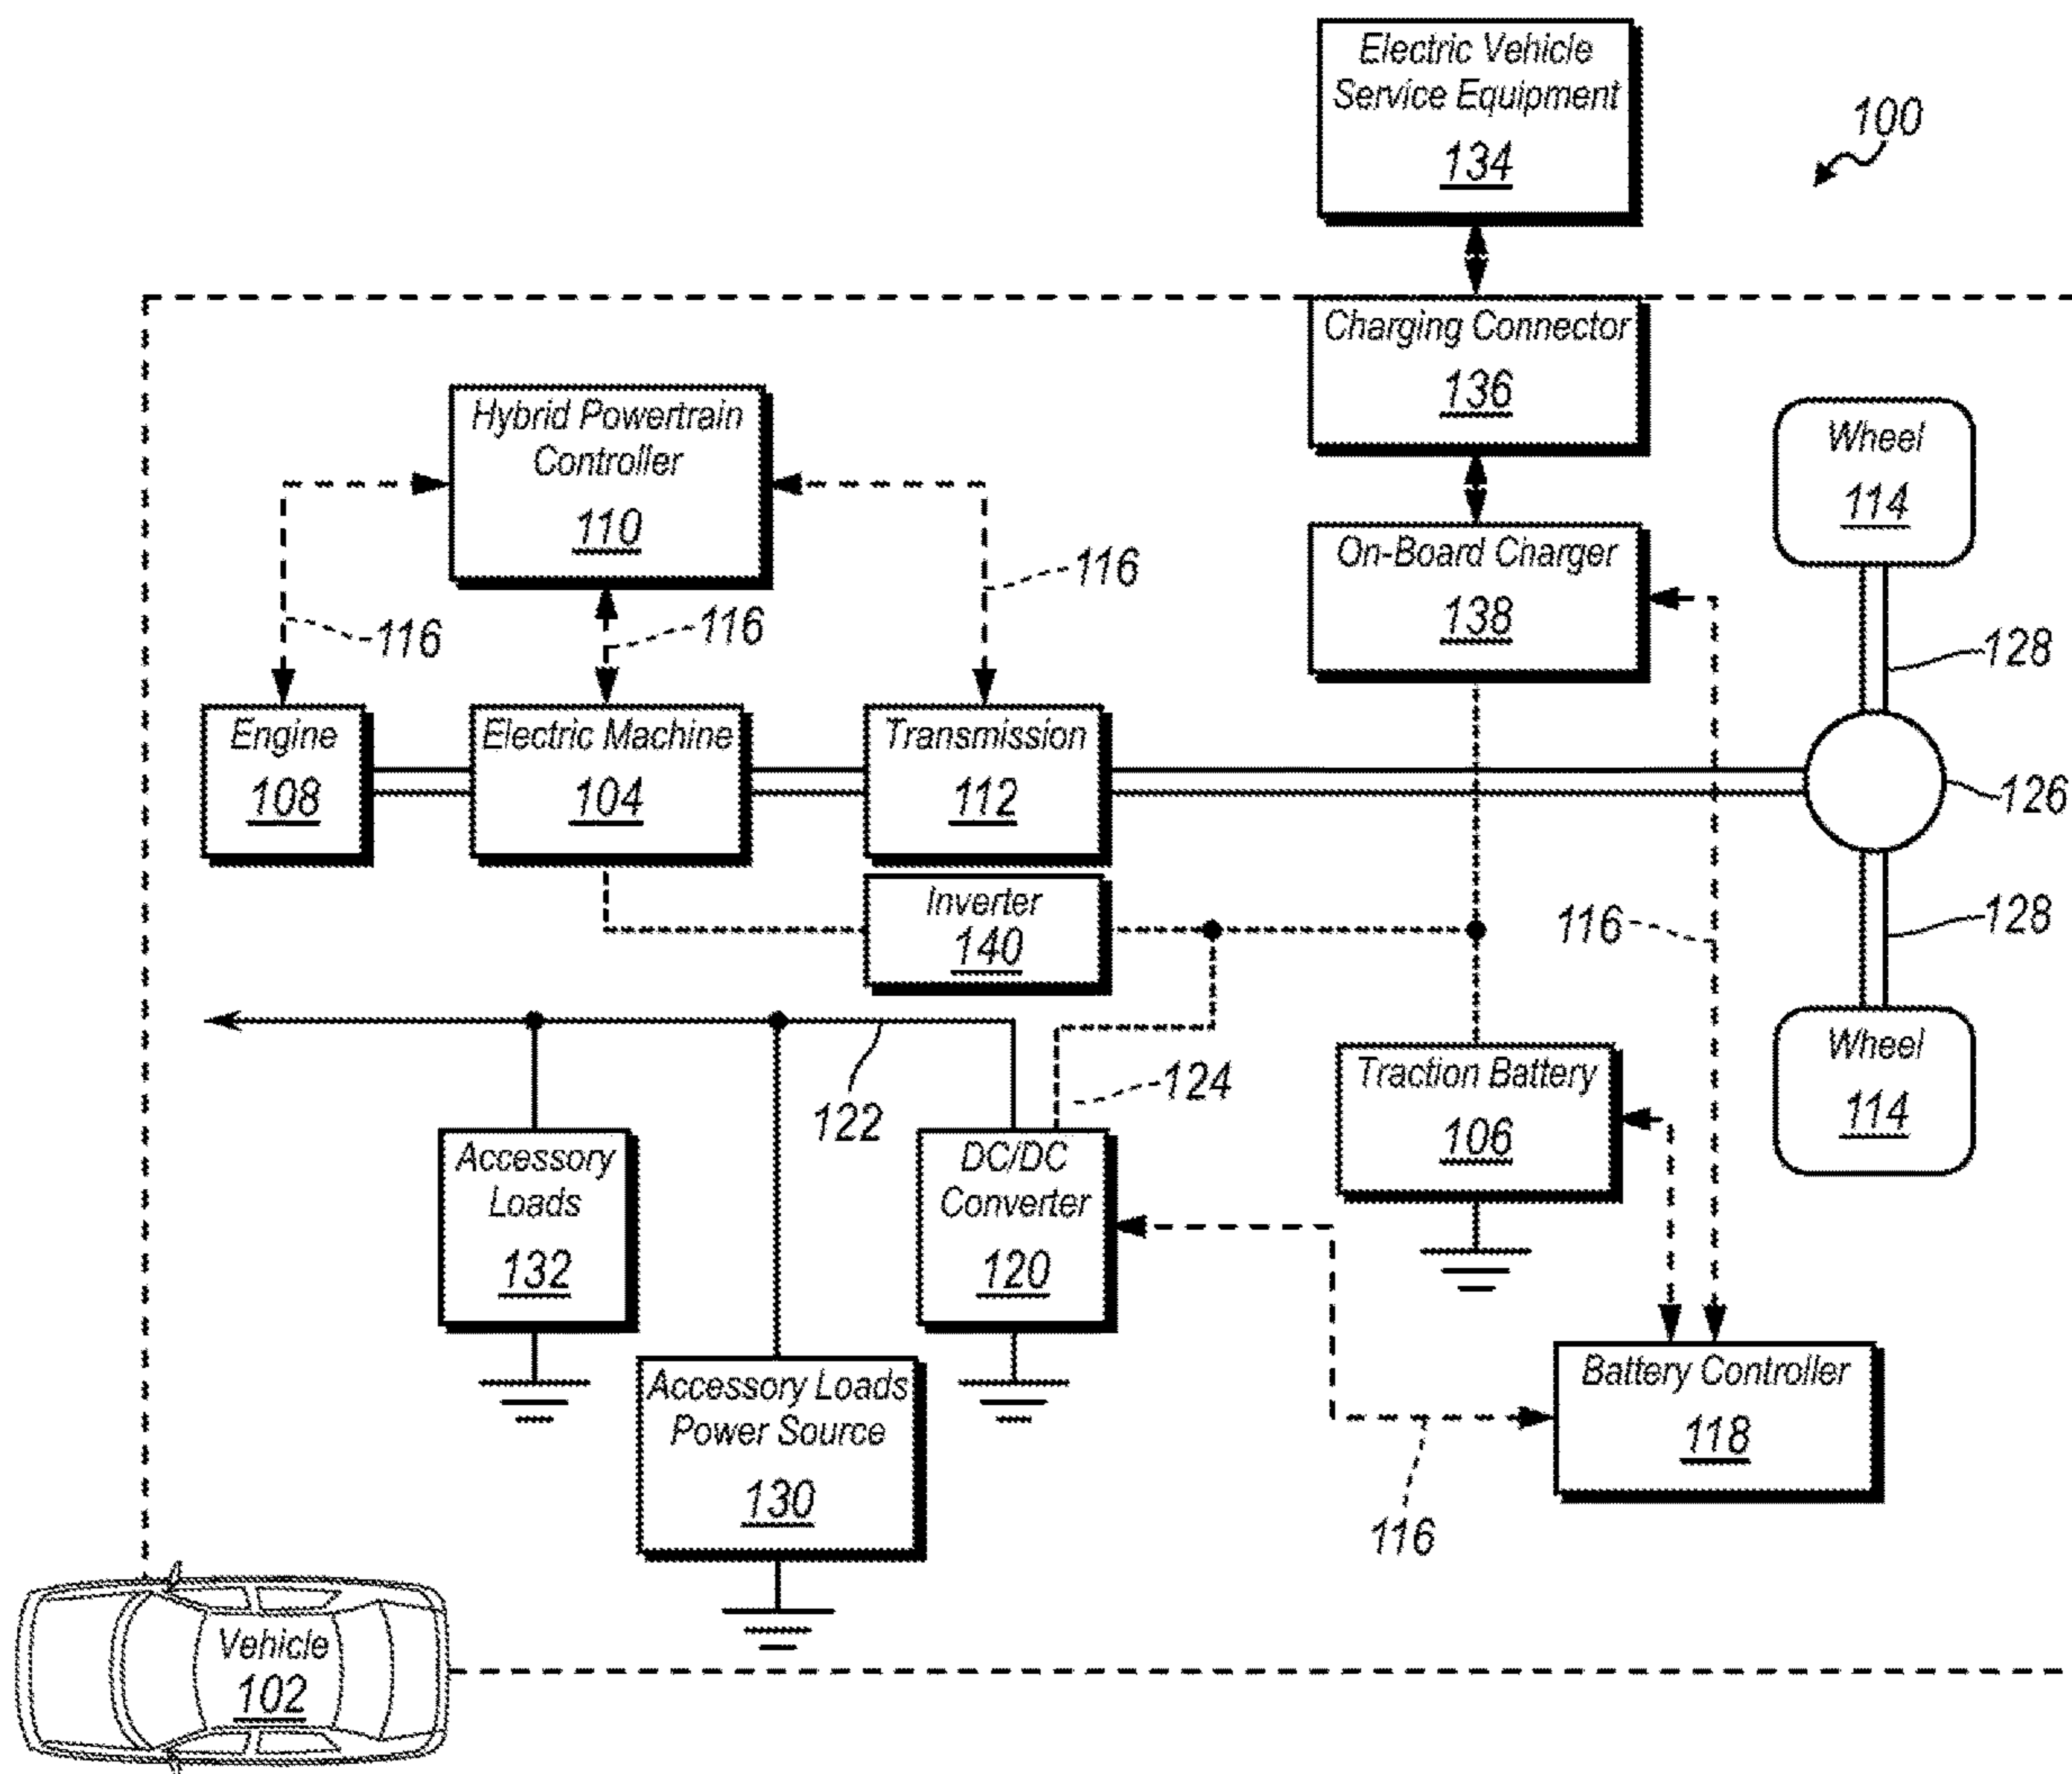 Electric Vehicle
Service Equipment
134
100
Charging Connector
136
Hybrid Powertrain
Controller
110
Wheel
114
On-Board Charger
138
116
116
116
128
Engine
108
Electric Machine
104
Transmission
112
126
Inverter
140
116
128
122
124
Traction Battery
106
Wheel
114
Accessory
Loads
132
DC/DC
Converter
120
Accessory Loads
Power Source
130
Battery Controller
118
116
Vehicle
102